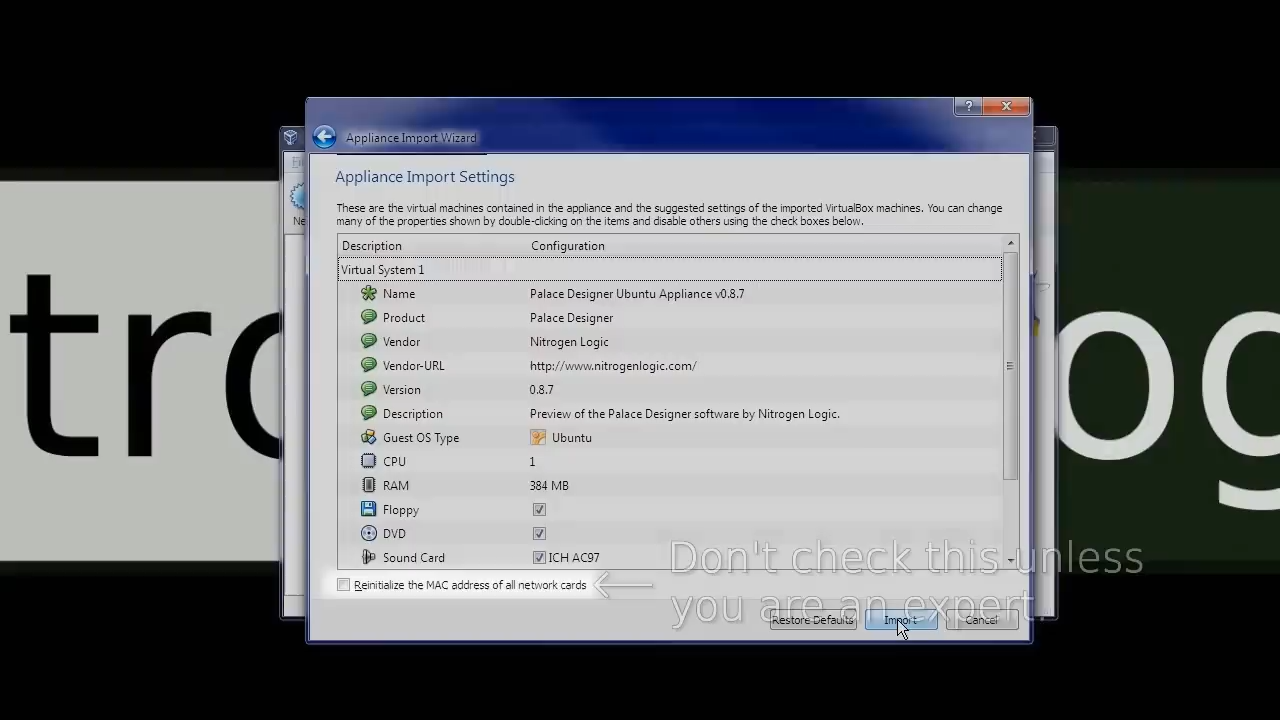 Appliance Import Wizard
Appliance Import Settings
These are the virtual machines contained in the appliance and the suggested settings of the imported VirtualBox machines. You can change
many of the properties shown by double-clicking on the items and disable others using the check boxes below.
Description Configuration
Virtual System 1
Name Palace Designer Ubuntu Appliance v0.8.7
Product Palace Designer
Vendor Nitrogen Logic
Vendor-URL http://www.nitrogenlogic.com/
Version 0.8.7
Description Preview of the Palace Designer software by Nitrogen Logic.
Guest OS Type Ubuntu
CPU 1
RAM 384 MB
Floppy
DVD
Sound Card ICH AC97
Reinitialize the MAC address of all network cards
Don't check this unless
you are an expert.
Restore Defaults Import Cancel
tro
og